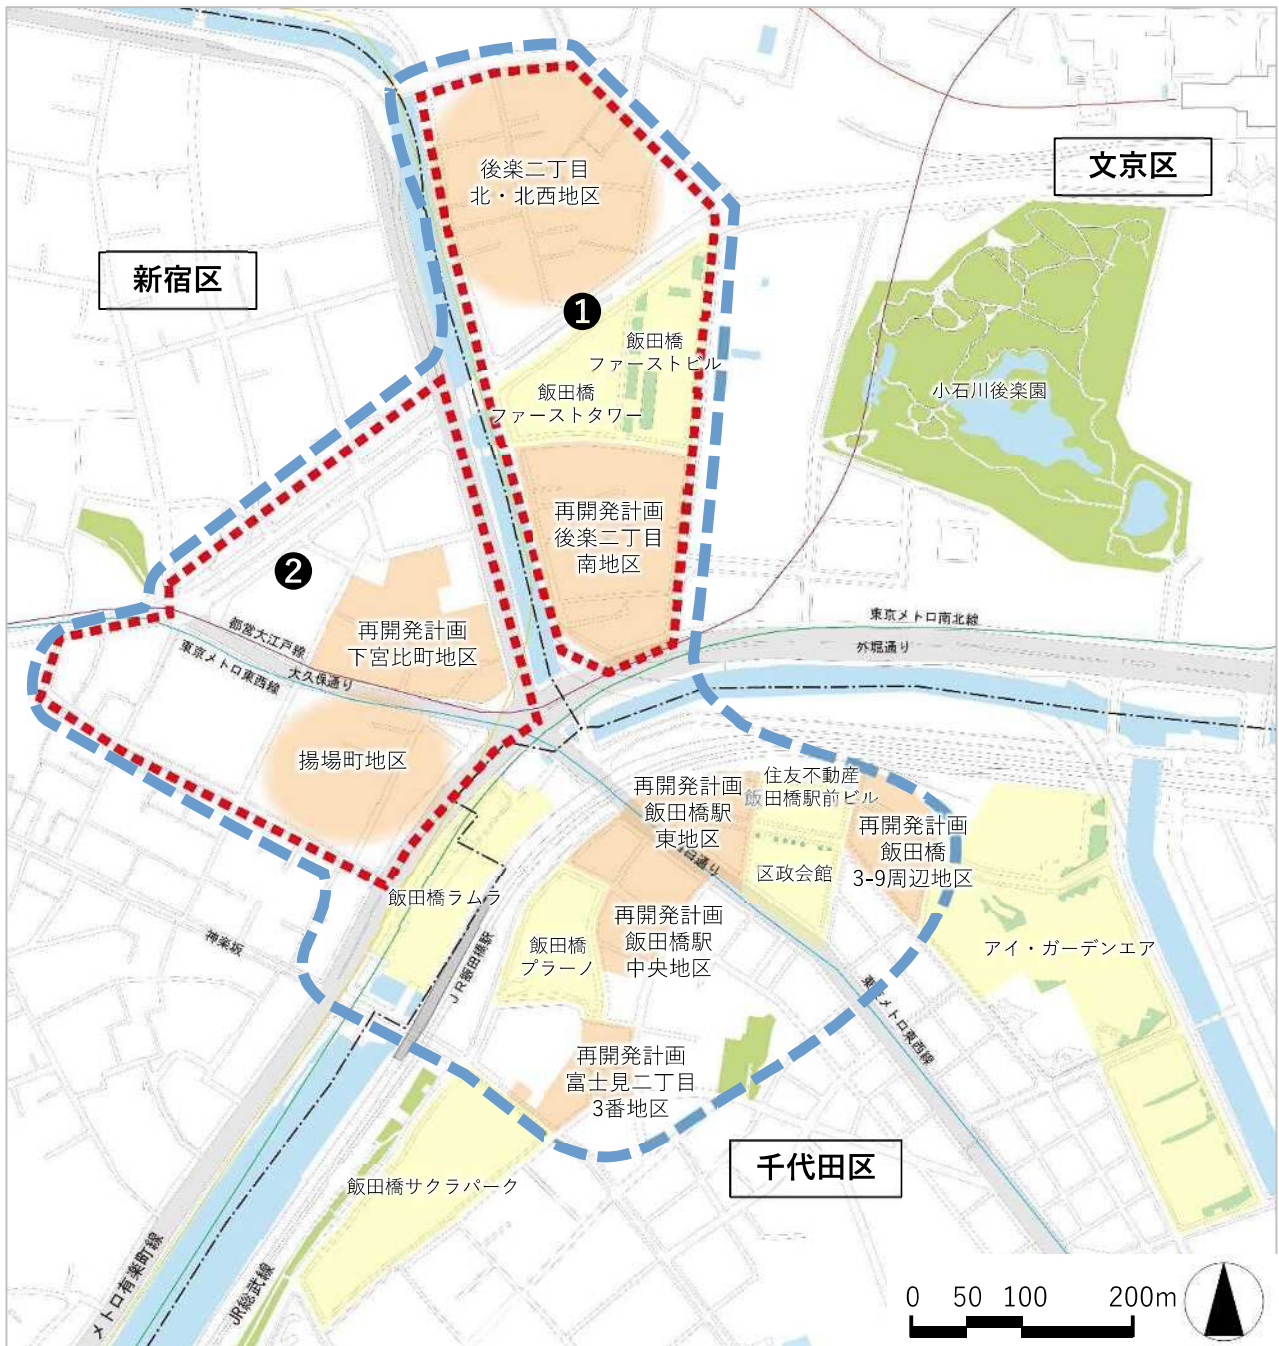 文京区
後楽二丁目
北・北西地区
新宿区
❶
飯田橋
ファーストビル
飯田橋
ファーストタワー
小石川後楽園
再開発計画
後楽二丁目
南地区
❷
再開発計画
下宮比町地区
都営大江戸線
東京メトロ東西線
大久保通り
東京メトロ南北線
外堀通り
揚場町地区
再開発計画
飯田橋駅
東地区
住友不動産
飯田橋駅前ビル
再開発計画
飯田橋
3-9周辺地区
区政会館
飯田橋ラムラ
再開発計画
飯田橋駅
中央地区
飯田橋
プラーノ
アイ・ガーデンエア
神楽坂
JR飯田橋駅
東京メトロ東西線
再開発計画
富士見二丁目
3番地区
千代田区
飯田橋サクラパーク
メトロ有楽町線
JR総武線
0 50 100 200m